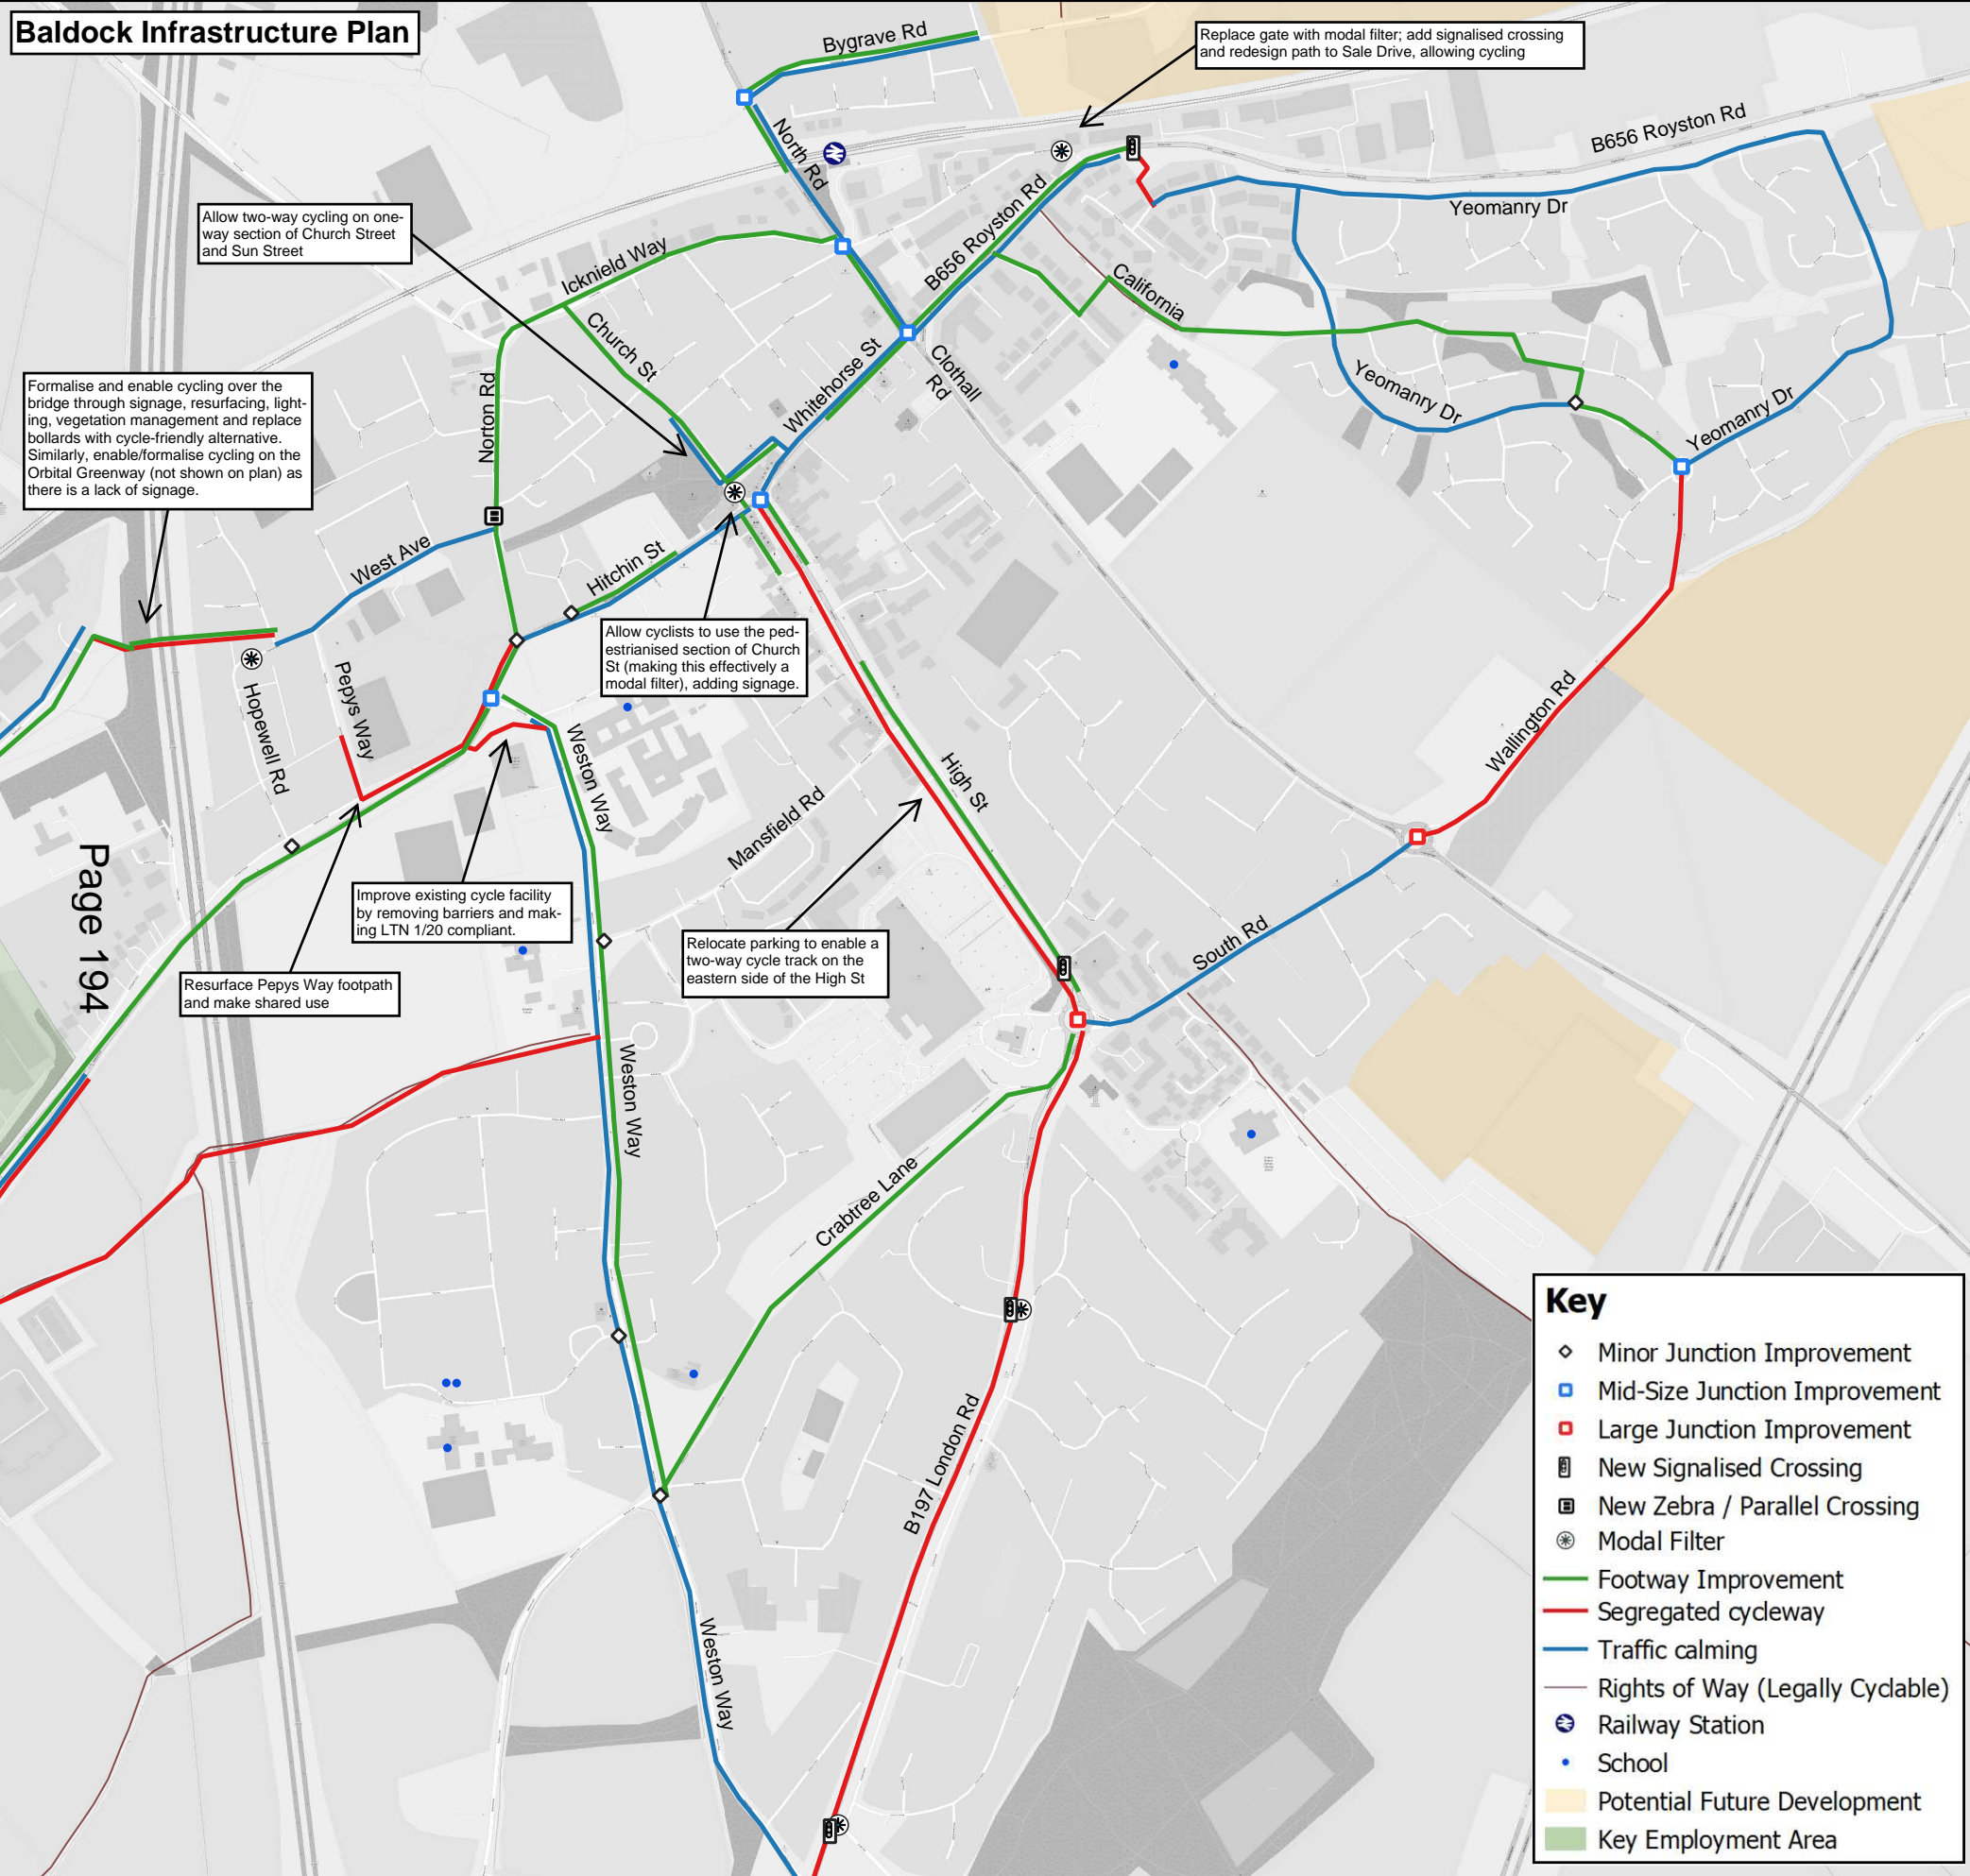 Baldock Infrastructure Plan
Bygrave Rd
Replace gate with modal filter; add signalised crossing
and redesign path to Sale Drive, allowing cycling
North Rd
B656 Royston Rd
Yeomanry Dr
Allow two-way cycling on one-
way section of Church Street
and Sun Street
Icknield Way
B656 Royston Rd
California
Church St
Whitehorse St
Clothall
Rd
Yeomanry Dr
Yeomanry Dr
Norton Rd
Formalise and enable cycling over the
bridge through signage, resurfacing, light-
ing, vegetation management and replace
bollards with cycle-friendly alternative.
Similarly, enable/formalise cycling on the
Orbital Greenway (not shown on plan) as
there is a lack of signage.
West Ave
Hitchin St
Allow cyclists to use the ped-
estrianised section of Church
St (making this effectively a
modal filter), adding signage.
Pepys Way
Hopewell Rd
Weston Way
High St
Wallington Rd
Mansfield Rd
Page 194
Improve existing cycle facility
by removing barriers and mak-
ing LTN 1/20 compliant.
Relocate parking to enable a
two-way cycle track on the
eastern side of the High St
South Rd
Resurface Pepys Way footpath
and make shared use
Weston Way
Crabtree Lane
B197 London Rd
Weston Way
Key
Minor Junction Improvement
Mid-Size Junction Improvement
Large Junction Improvement
New Signalised Crossing
New Zebra / Parallel Crossing
Modal Filter
Footway Improvement
Segregated cycleway
Traffic calming
Rights of Way (Legally Cyclable)
Railway Station
School
Potential Future Development
Key Employment Area